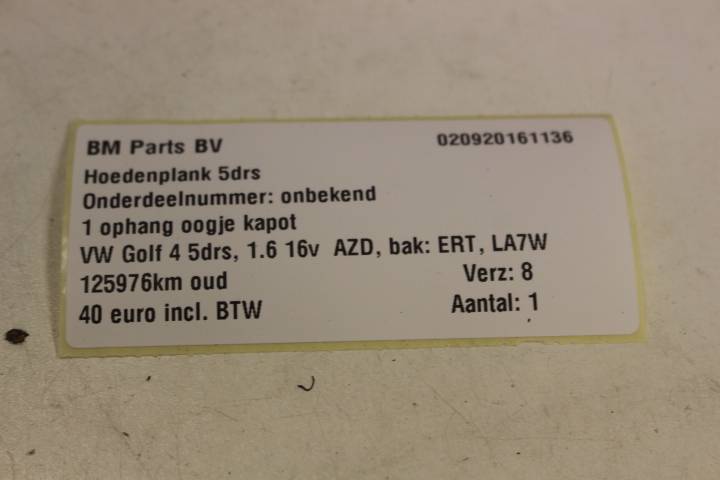 BM Parts BV 020920161136
Hoedenplank 5drs
Onderdeelnummer: onbekend
1 ophang oogje kapot
VW Golf 4 5drs, 1.6 16v AZD, bak: ERT, LA7W
125976km oud Verz: 8
40 euro incl. BTW Aantal: 1